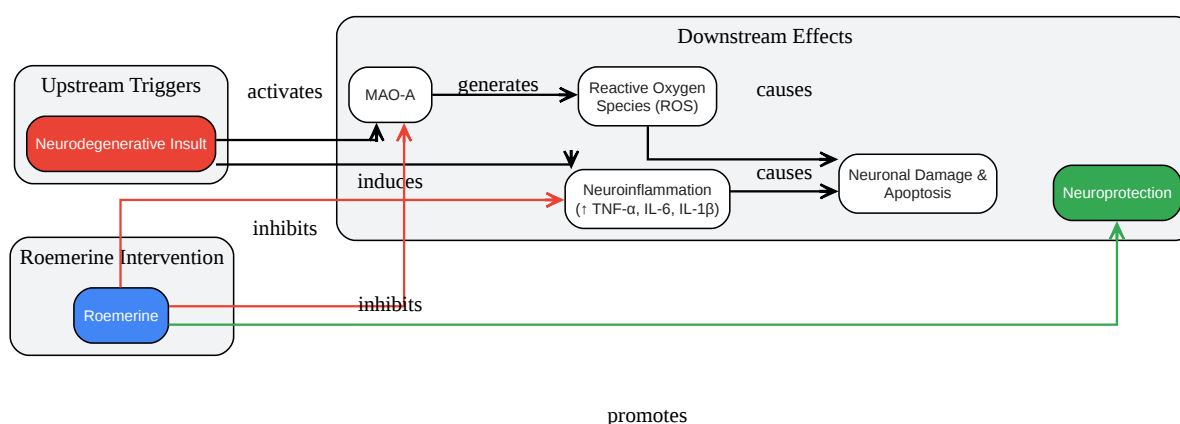 Downstream Effects
Upstream Triggers
activates
MAO-A
generates
Reactive Oxygen
Species (ROS)
causes
Neurodegenerative Insult
induces
Neuroinflammation
(↑ TNF-α, IL-6, IL-1β)
causes
Neuronal Damage &
Apoptosis
Neuroprotection
inhibits
Roemerine Intervention
Roemerine
inhibits
promotes